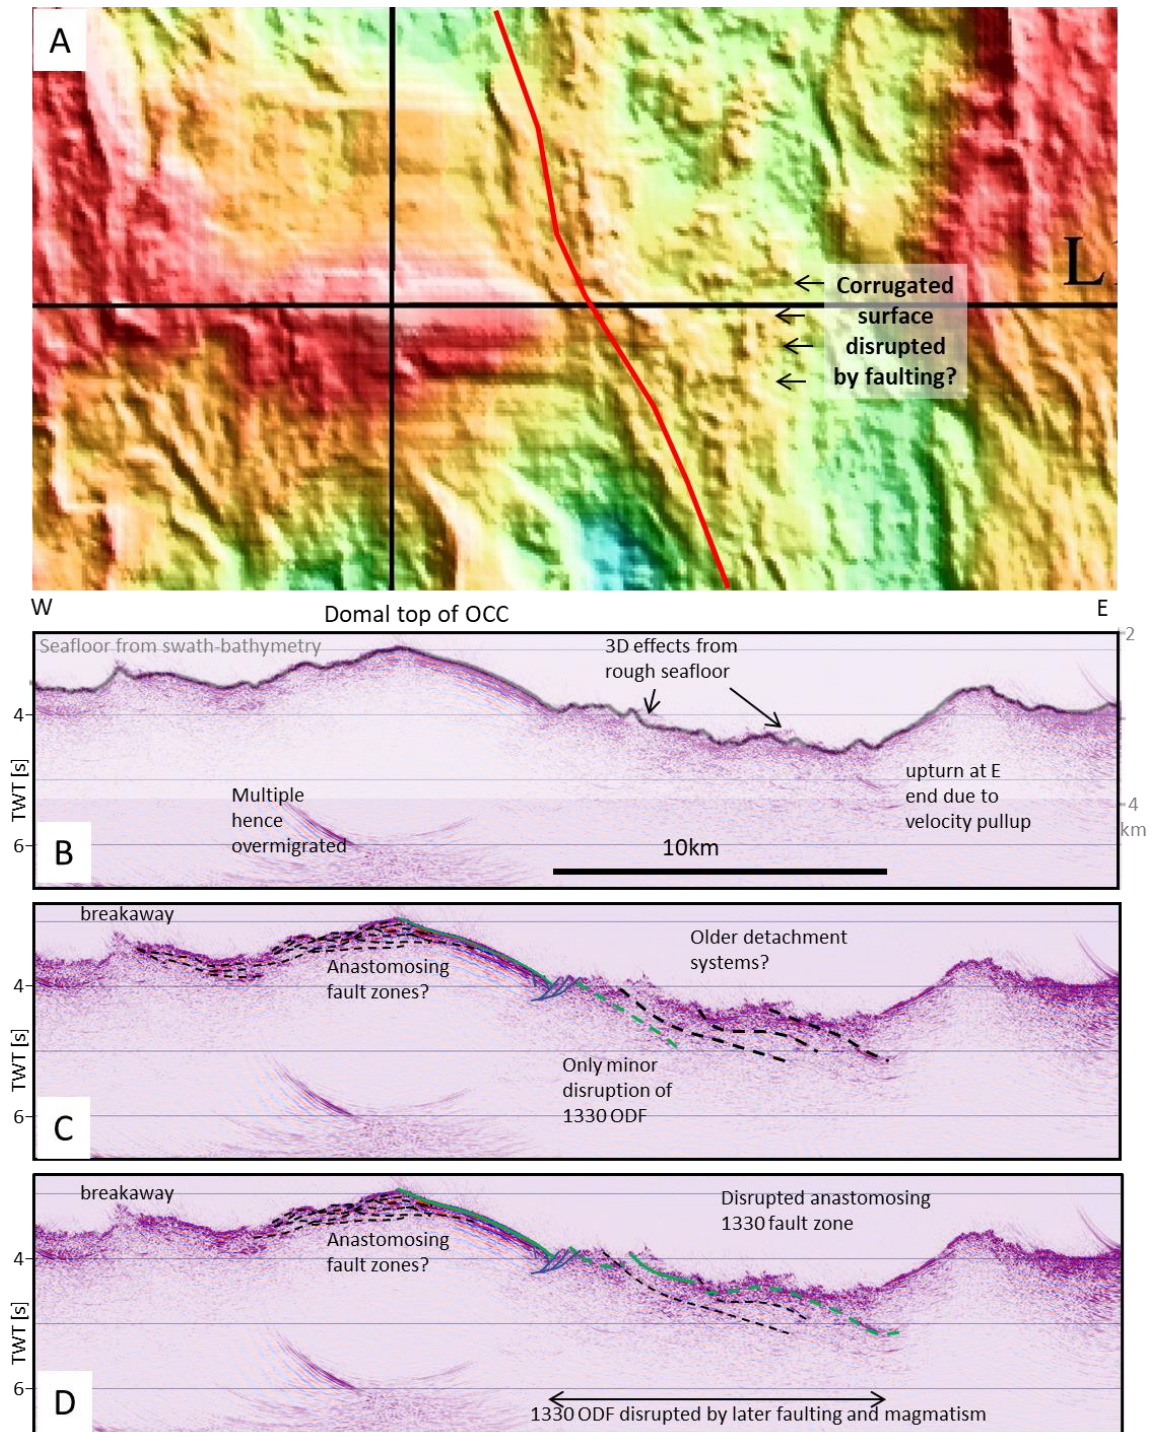 A
L
Corrugated
surface
disrupted
by faulting?
W
Domal top of OCC
E
Seafloor from swath-bathymetry
3D effects from
rough seafloor
2
4
TWT [s]
Multiple
hence
overmigrated
upturn at E
end due to
velocity pullup
4
km
6
B
10km
breakaway
Older detachment
systems?
Anastomosing
fault zones?
4
TWT [s]
Only minor
disruption of
1330 ODF
C
6
breakaway
Disrupted anastomosing
1330 fault zone
Anastomosing
fault zones?
4
TWT [s]
6
D
1330 ODF disrupted by later faulting and magmatism